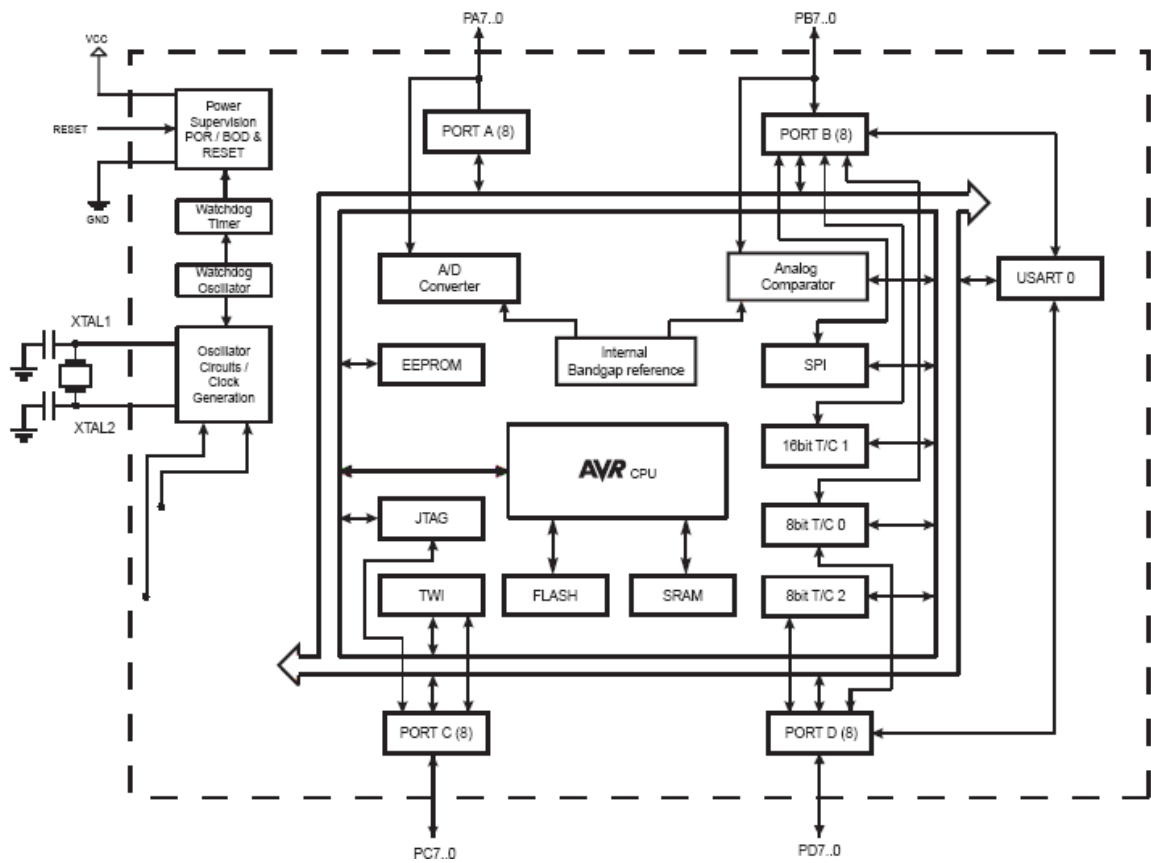 PA7..0
PB7..0
VCC
Power
Supervision
POR / BOD &
RESET
RESET
PORT A (8)
PORT B (8)
GND
Watchdog
Timer
Watchdog
Oscillator
A/D
Converter
Analog
Comparator
USART 0
XTAL1
Oscillator
Circuits /
Clock
Generation
XTAL2
EEPROM
Internal
Bandgap reference
SPI
16bit T/C 1
AVR CPU
JTAG
8bit T/C 0
TWI
FLASH
SRAM
8bit T/C 2
PORT C (8)
PORT D (8)
PC7..0
PD7..0